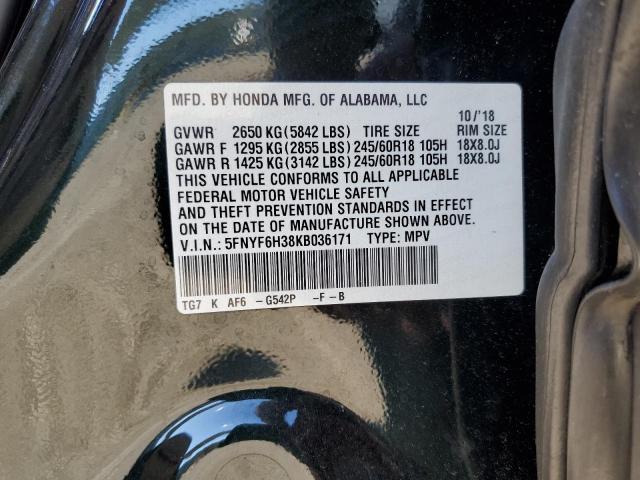 MFD. BY HONDA MFG. OF ALABAMA, LLC
10/'18
GVWR 2650 KG (5842 LBS) TIRE SIZE RIM SIZE
GAWR F 1295 KG (2855 LBS) 245/60R18 105H 18X8.0J
GAWR R 1425 KG (3142 LBS) 245/60R18 105H 18X8.0J
THIS VEHICLE CONFORMS TO ALL APPLICABLE
FEDERAL MOTOR VEHICLE SAFETY
AND THEFT PREVENTION STANDARDS IN EFFECT
ON THE DATE OF MANUFACTURE SHOWN ABOVE.
V.I.N.: 5FNYF6H38KB036171 TYPE: MPV
TG7 K AF6 -G542P -F-B